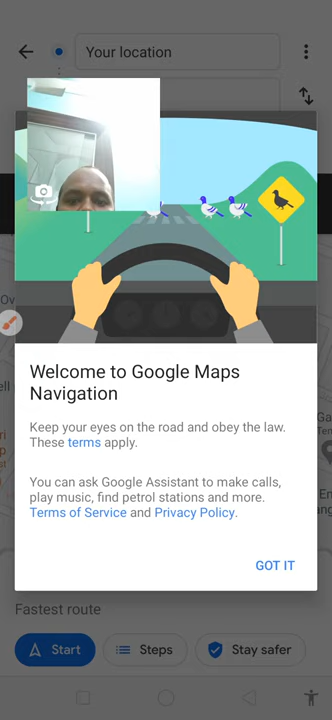 Your location
Welcome to Google Maps
Navigation
Keep your eyes on the road and obey the law.
These terms apply.
You can ask Google Assistant to make calls,
play music, find petrol stations and more.
Terms of Service and Privacy Policy.
GOT IT
Fastest route
Start
Steps
Stay safer